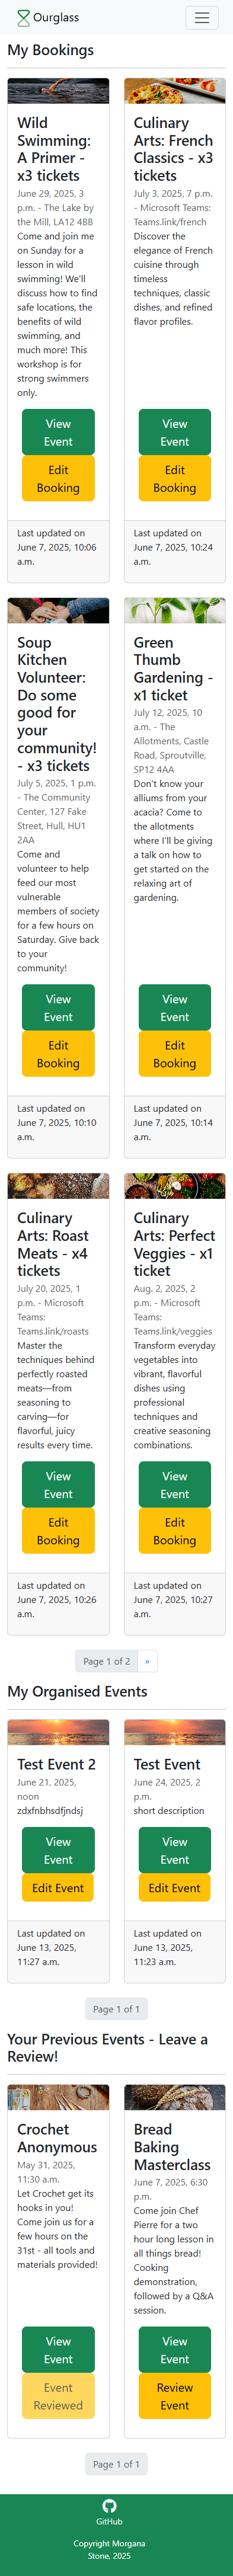 Ourglass
My Bookings
Wild
Swimming:
A Primer -
x3 tickets
June 29, 2025, 3
p.m. - The Lake by
the Mill, LA12 4BB
Come and join me
on Sunday for a
lesson in wild
swimming! We'll
discuss how to find
safe locations, the
benefits of wild
swimming, and
much more! This
workshop is for
strong swimmers
only.
View
Event
Edit
Booking
Last updated on
June 7, 2025, 10:06
a.m.
Culinary
Arts: French
Classics - x3
tickets
July 3, 2025, 7 p.m.
- Microsoft Teams:
Teams.link/french
Discover the
elegance of French
cuisine through
timeless
techniques, classic
dishes, and refined
flavor profiles.
View
Event
Edit
Booking
Last updated on
June 7, 2025, 10:24
a.m.
Soup
Kitchen
Volunteer:
Do some
good for
your
community!
- x3 tickets
July 5, 2025, 1 p.m.
- The Community
Center, 127 Fake
Street, Hull, HU1
2AA
Come and
volunteer to help
feed our most
vulnerable
members of society
for a few hours on
Saturday. Give back
to your
community!
View
Event
Edit
Booking
Last updated on
June 7, 2025, 10:10
a.m.
Green
Thumb
Gardening -
x1 ticket
July 12, 2025, 10
a.m. - The
Allotments, Castle
Road, Sproutville,
SP12 4AA
Don't know your
alliums from your
acacia? Come to
the allotments
where I'll be giving
a talk on how to
get started on the
relaxing art of
gardening.
View
Event
Edit
Booking
Last updated on
June 7, 2025, 10:14
a.m.
Culinary
Arts: Roast
Meats - x4
tickets
July 20, 2025, 1
p.m. - Microsoft
Teams:
Teams.link/roasts
Master the
techniques behind
perfectly roasted
meats—from
seasoning to
carving—for
flavorful, juicy
results every time.
View
Event
Edit
Booking
Last updated on
June 7, 2025, 10:26
a.m.
Culinary
Arts: Perfect
Veggies - x1
ticket
Aug. 2, 2025, 2
p.m. - Microsoft
Teams:
Teams.link/veggies
Transform everyday
vegetables into
vibrant, flavorful
dishes using
professional
techniques and
creative seasoning
combinations.
View
Event
Edit
Booking
Last updated on
June 7, 2025, 10:27
a.m.
Page 1 of 2 »
My Organised Events
Test Event 2
June 21, 2025,
noon
zdxfnbhsdfjndsj
View
Event
Edit Event
Last updated on
June 13, 2025,
11:27 a.m.
Test Event
June 24, 2025, 2
p.m.
short description
View
Event
Edit Event
Last updated on
June 13, 2025,
11:23 a.m.
Page 1 of 1
Your Previous Events - Leave a
Review!
Crochet
Anonymous
May 31, 2025,
11:30 a.m.
Let Crochet get its
hooks in you!
Come join us for a
few hours on the
31st - all tools and
materials provided!
View
Event
Event
Reviewed
Bread
Baking
Masterclass
June 7, 2025, 6:30
p.m.
Come join Chef
Pierre for a two
hour long lesson in
all things bread!
Cooking
demonstration,
followed by a Q&A
session.
View
Event
Review
Event
Page 1 of 1
GitHub
Copyright Morgana
Stone, 2025